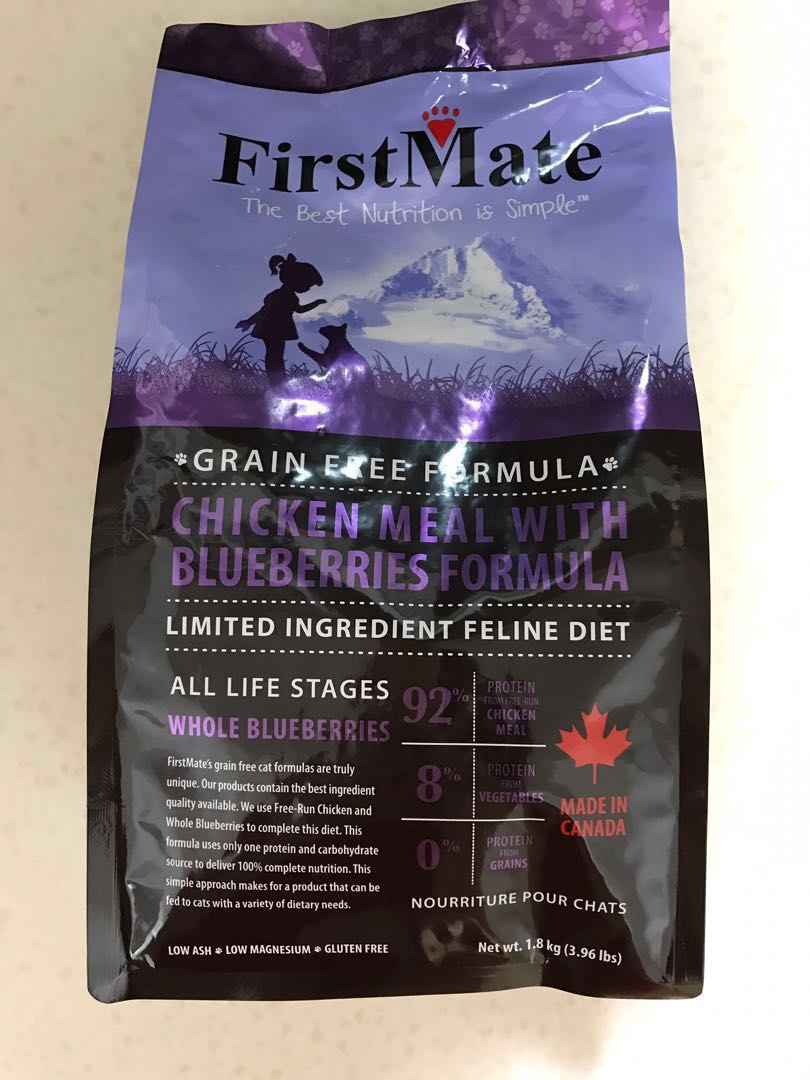 FirstMate
The Best Nutrition is Simple™
GRAIN FREE FORMULA
CHICKEN MEAL WITH
BLUEBERRIES FORMULA
LIMITED INGREDIENT FELINE DIET
ALL LIFE STAGES
WHOLE BLUEBERRIES
FirstMate's grain free cat formulas are truly
unique. Our products contain the best ingredient
quality available. We use Free-Run Chicken and
Whole Blueberries to complete this diet. This
formula uses only one protein and carbohydrate
source to deliver 100% complete nutrition. This
simple approach makes for a product that can be
fed to cats with a variety of dietary needs.
LOW ASH LOW MAGNESIUM GLUTEN FREE
92%
PROTEIN
FROM FREE-RUN
CHICKEN
MEAL
8%
PROTEIN
FROM
VEGETABLES
0%
PROTEIN
FROM
GRAINS
MADE IN
CANADA
NOURRITURE POUR CHATS
Net wt. 1.8 kg (3.96 lbs)